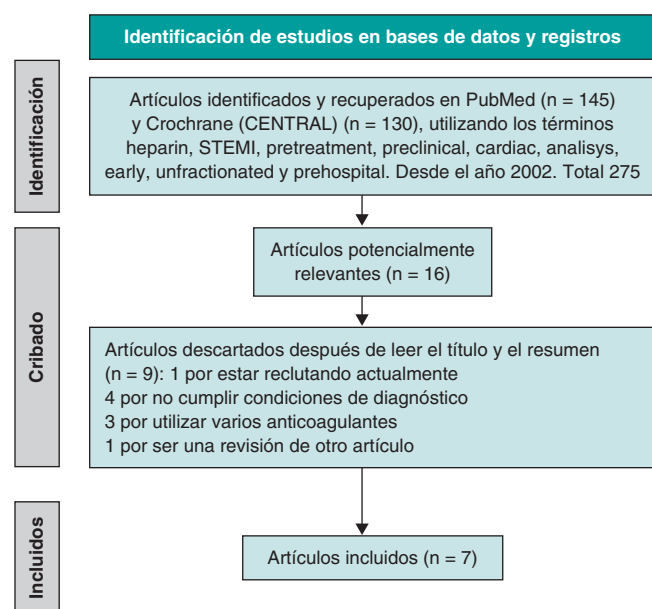 Identificación de estudios en bases de datos y registros
Identificación
Artículos identificados y recuperados en PubMed (n = 145)
y Crochrane (CENTRAL) (n = 130), utilizando los términos
heparin, STEMI, pretreatment, preclinical, cardiac, analisys,
early, unfractionated y prehospital. Desde el año 2002. Total 275
Cribado
Artículos potencialmente
relevantes (n = 16)
Artículos descartados después de leer el título y el resumen
(n = 9): 1 por estar reclutando actualmente
4 por no cumplir condiciones de diagnóstico
3 por utilizar varios anticoagulantes
1 por ser una revisión de otro artículo
Incluidos
Artículos incluidos (n = 7)